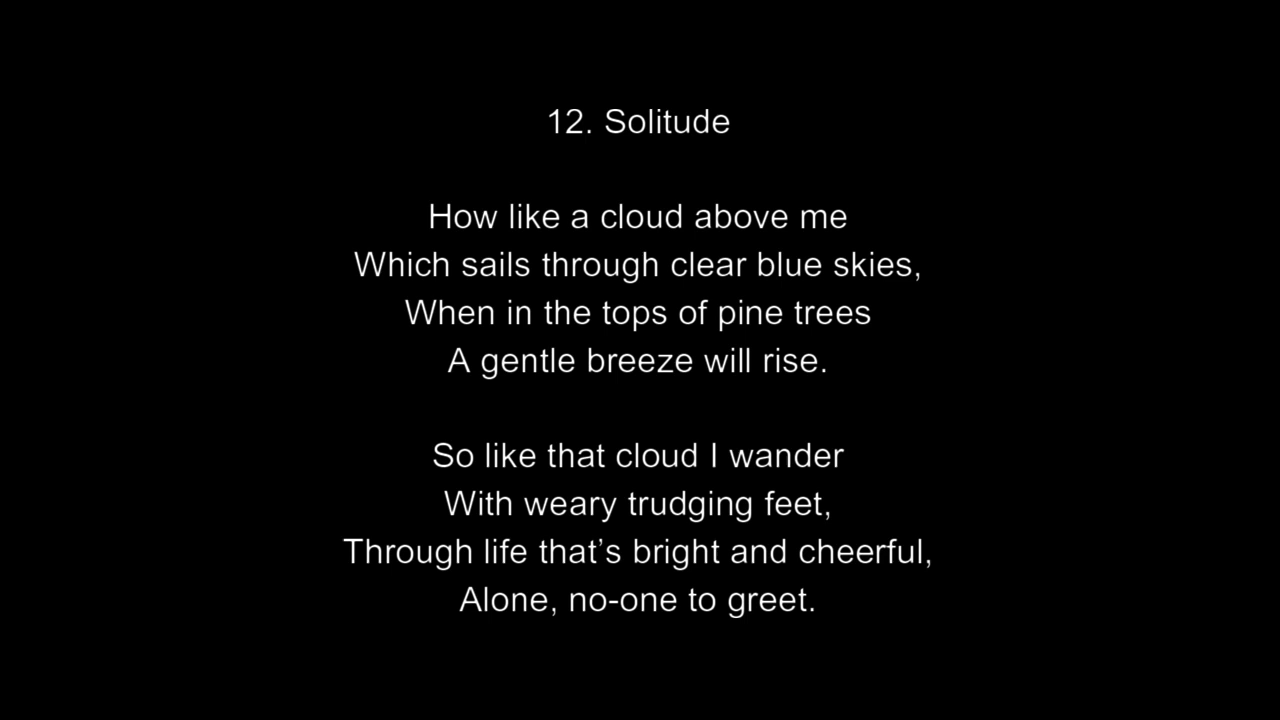 12. Solitude
How like a cloud above me
Which sails through clear blue skies,
When in the tops of pine trees
A gentle breeze will rise.
So like that cloud I wander
With weary trudging feet,
Through life that’s bright and cheerful,
Alone, no-one to greet.